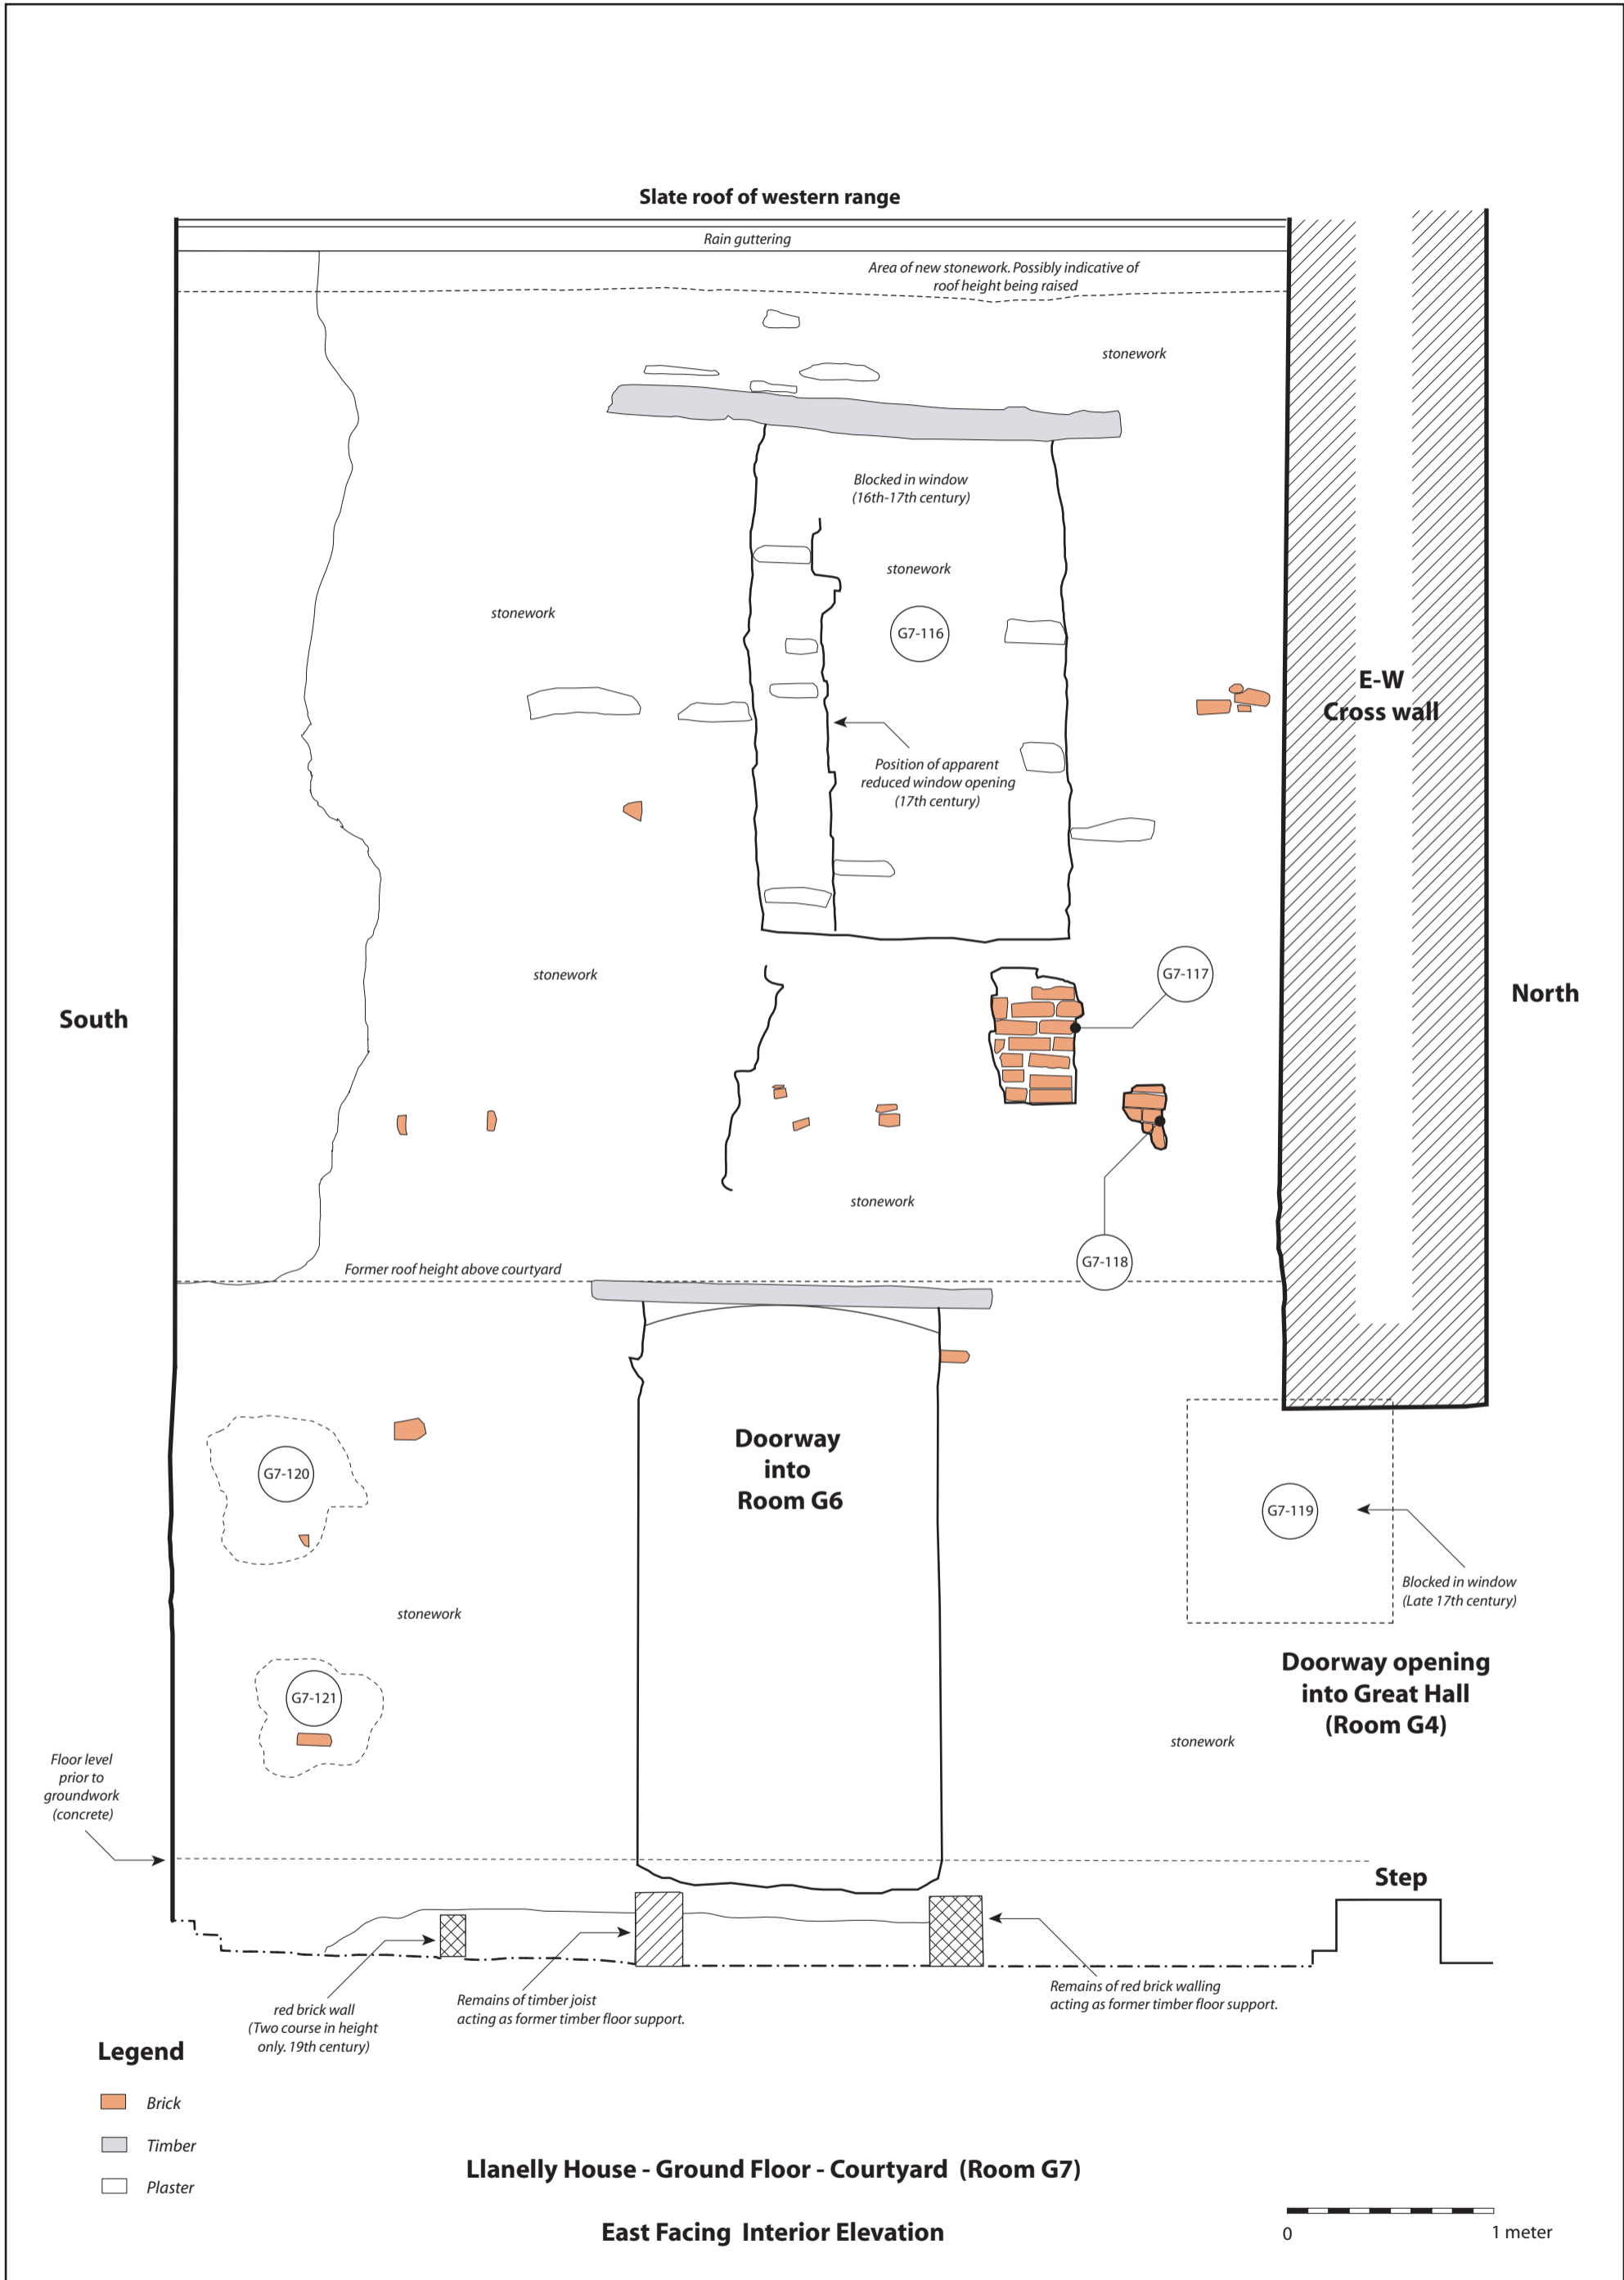 Slate roof of western range
Rain guttering
Area of new stonework. Possibly indicative of
roof height being raised
stonework
Blocked in window
(16th-17th century)
stonework
stonework
G7-116
E-W
Cross wall
Position of apparent
reduced window opening
(17th century)
stonework
G7-117
South
North
stonework
G7-118
Former roof height above courtyard
Doorway
into
Room G6
G7-120
G7-119
Blocked in window
(Late 17th century)
stonework
Doorway opening
into Great Hall
(Room G4)
G7-121
stonework
Floor level
prior to
groundwork
(concrete)
Step
red brick wall
(Two course in height
only. 19th century)
Remains of timber joist
acting as former timber floor support.
Remains of red brick walling
acting as former timber floor support.
Legend
Brick
Timber
Plaster
Llanelly House - Ground Floor - Courtyard (Room G7)
East Facing Interior Elevation
0 1 meter